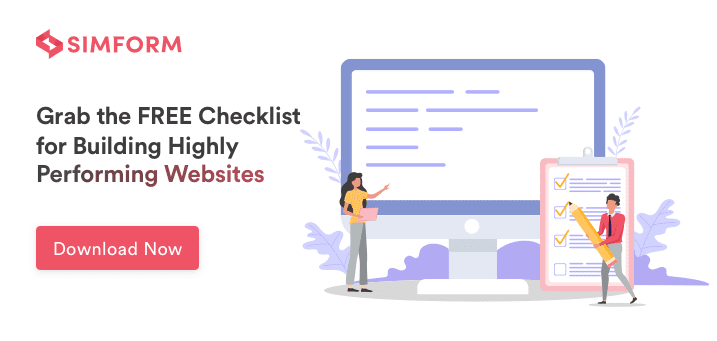 SIMFORM
Grab the FREE Checklist
for Building Highly
Performing Websites
Download Now